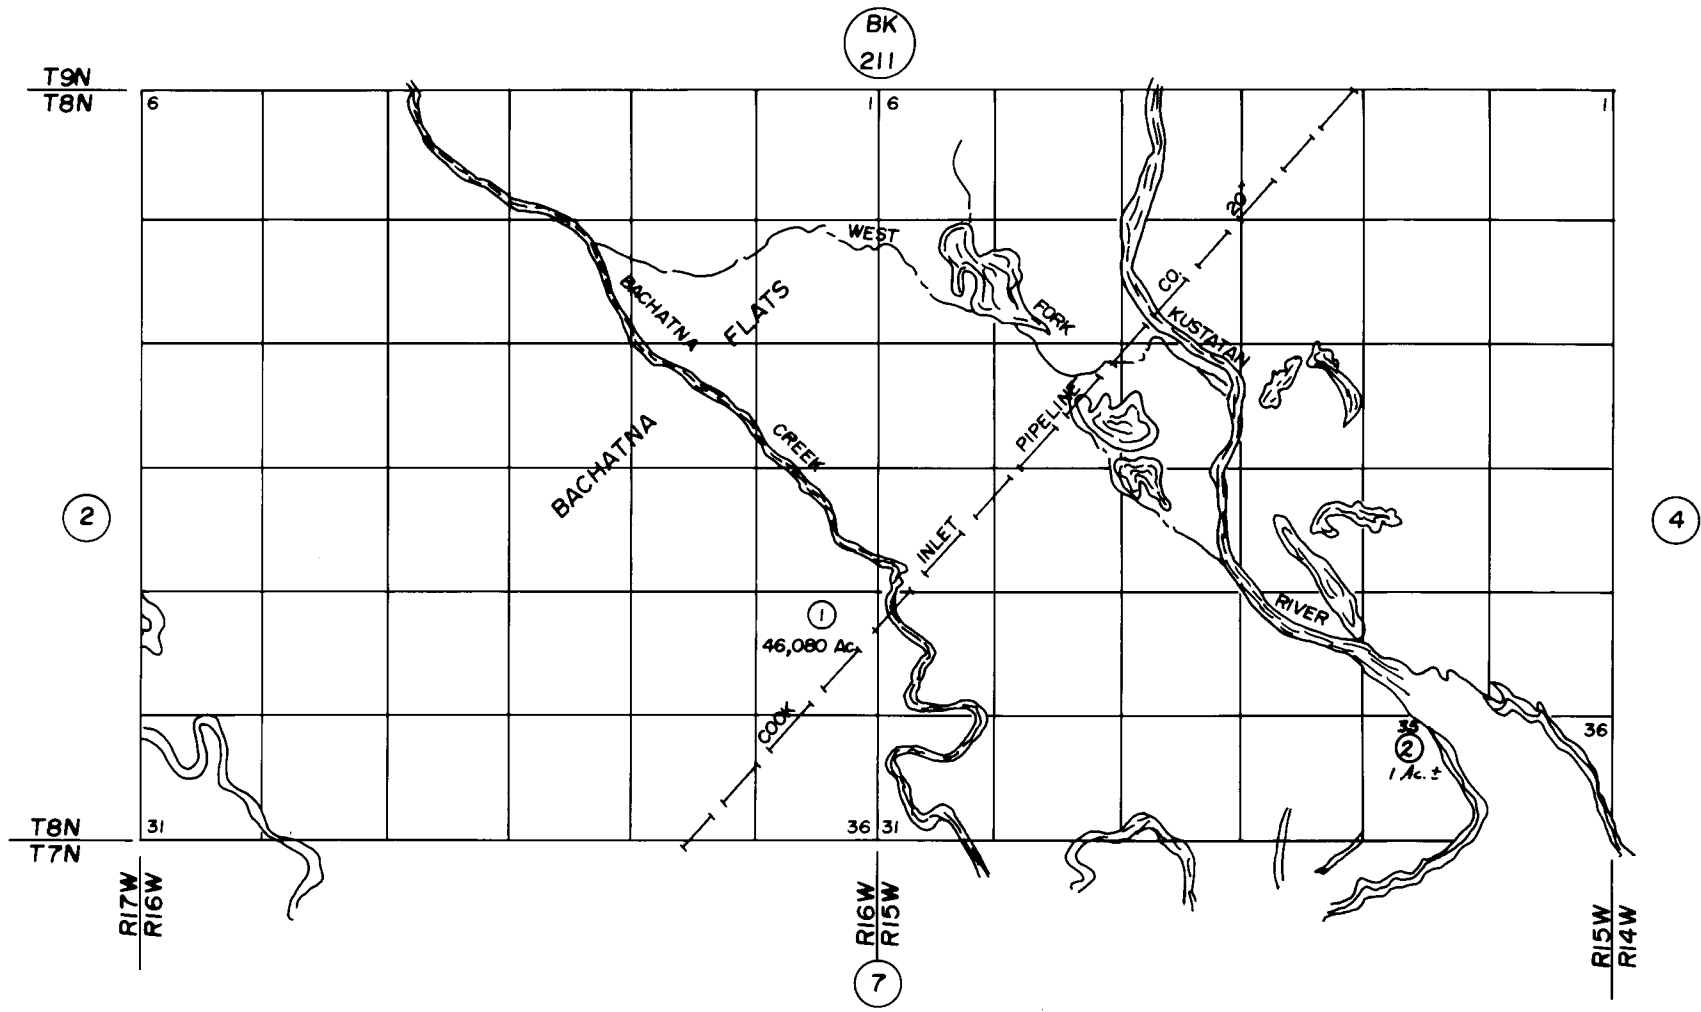 BK
211
T9N
T8N
6
1
6
1
20"
WEST
CO.
BACHATNA
FLATS
FORK
KUSTATAN
PIPELINE
BACHATNA
CREEK
2
4
INLET
1
RIVER
46,080 Ac.
COOK
35
36
2
1 Ac. ±
T8N
T7N
31
36
31
R17W
R16W
R16W
R15W
R15W
R14W
7